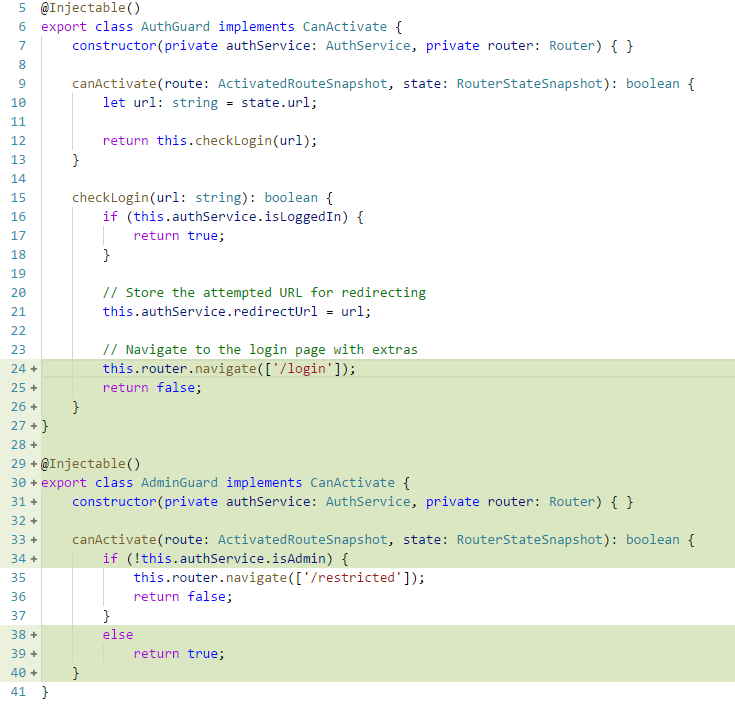 5 @Injectable()
6 export class AuthGuard implements CanActivate {
7     constructor(private authService: AuthService, private router: Router) { }
8
9     canActivate(route: ActivatedRouteSnapshot, state: RouterStateSnapshot): boolean {
10         let url: string = state.url;
11
12         return this.checkLogin(url);
13     }
14
15     checkLogin(url: string): boolean {
16         if (this.authService.isLoggedIn) {
17             return true;
18         }
19
20         // Store the attempted URL for redirecting
21         this.authService.redirectUrl = url;
22
23         // Navigate to the login page with extras
24 +         this.router.navigate(['/login']);
25 +         return false;
26 +     }
27 + }
28 +
29 + @Injectable()
30 + export class AdminGuard implements CanActivate {
31 +     constructor(private authService: AuthService, private router: Router) { }
32 +
33 +     canActivate(route: ActivatedRouteSnapshot, state: RouterStateSnapshot): boolean {
34 +         if (!this.authService.isAdmin) {
35             this.router.navigate(['/restricted']);
36             return false;
37         }
38 +         else
39 +             return true;
40 +     }
41 }